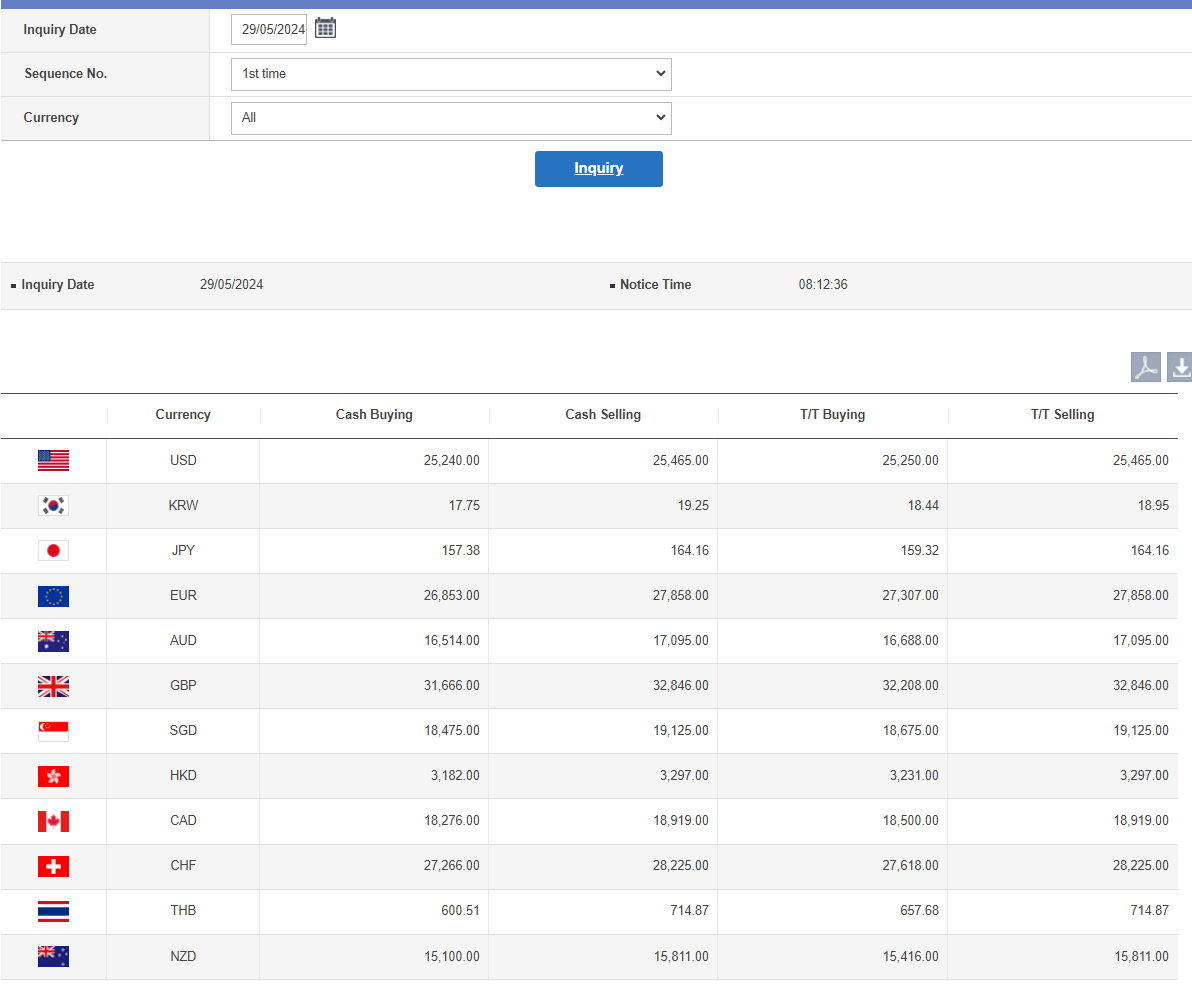 Inquiry Date 29/05/2024
Sequence No. 1st time
Currency All
Inquiry
Inquiry Date 29/05/2024 Notice Time 08:12:36
Currency Cash Buying Cash Selling T/T Buying T/T Selling
USD 25,240.00 25,465.00 25,250.00 25,465.00
KRW 17.75 19.25 18.44 18.95
JPY 157.38 164.16 159.32 164.16
EUR 26,853.00 27,858.00 27,307.00 27,858.00
AUD 16,514.00 17,095.00 16,688.00 17,095.00
GBP 31,666.00 32,846.00 32,208.00 32,846.00
SGD 18,475.00 19,125.00 18,675.00 19,125.00
HKD 3,182.00 3,297.00 3,231.00 3,297.00
CAD 18,276.00 18,919.00 18,500.00 18,919.00
CHF 27,266.00 28,225.00 27,618.00 28,225.00
THB 600.51 714.87 657.68 714.87
NZD 15,100.00 15,811.00 15,416.00 15,811.00